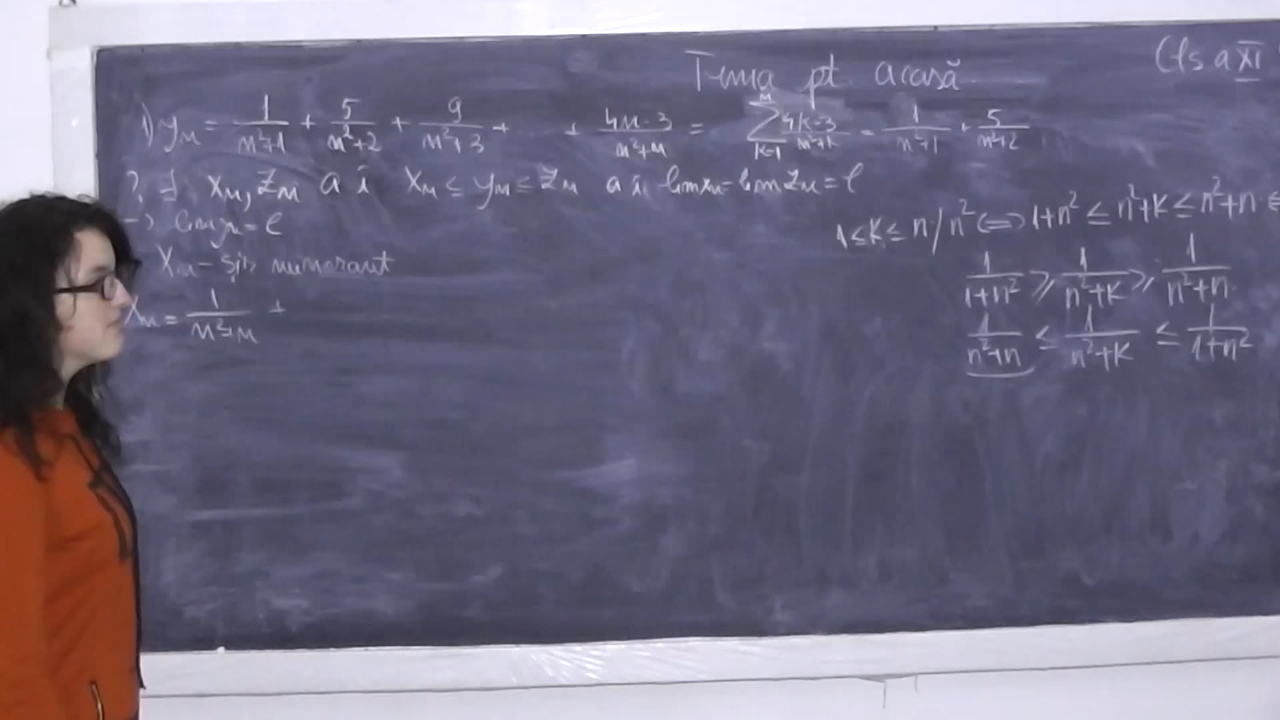 Tema pt. acasă
Cls a XI
1) yₙ = 1/(n²+1) + 5/(n²+2) + 9/(n²+3) + + (4n-3)/(n²+n) = ∑ₖ₌₁ⁿ (4k-3)/(n²+k) = 1/(n²+1) + 5/(n²+2)
?, ∃ xₙ, zₙ a î xₙ ≤ yₙ ≤ zₙ a î, lim xₙ = lim zₙ = l
=> lim yₙ = l
xₙ - șir minorant
xₙ = 1/(n²+n) +
1 ≤ k ≤ n / n² ⟺ 1+n² ≤ n²+k ≤ n²+n
1/(1+n²) ≥ 1/(n²+k) ≥ 1/(n²+n)
1/(n²+n) ≤ 1/(n²+k) ≤ 1/(1+n²)